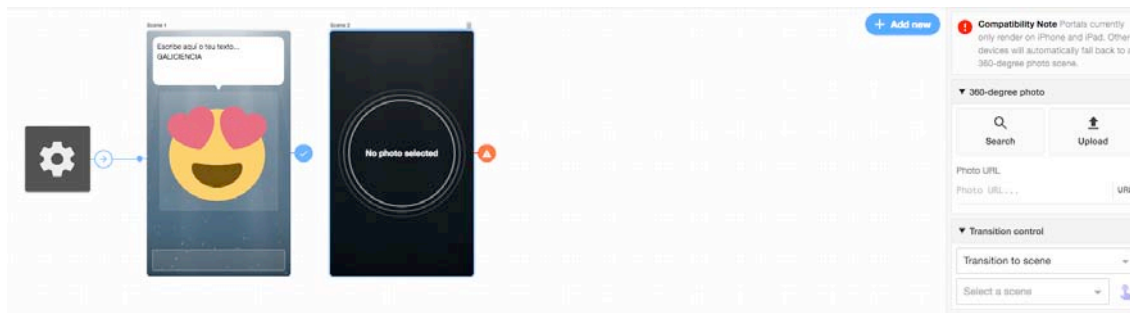 Scene 1
Escribe aquí o teu texto...
GALICIENCIA
Scene 2
No photo selected
+ Add new
Compatibility Note Portals currently
only render on iPhone and iPad. Other
devices will automatically fall back to a
360-degree photo scene.
▼ 360-degree photo
Search
Upload
Photo URL
Photo URL...
URL
▼ Transition control
Transition to scene
Select a scene